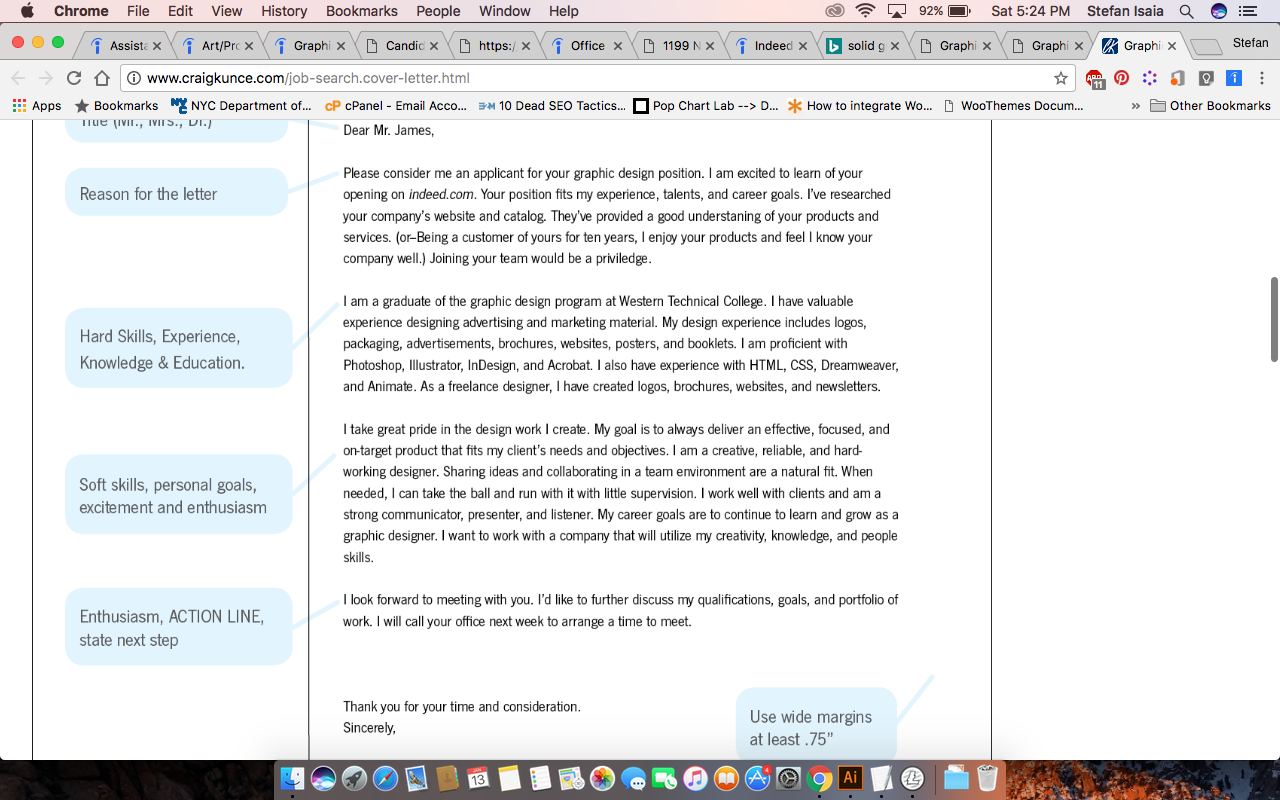 Chrome File Edit View History Bookmarks People Window Help 92% Sat 5:24 PM Stefan Isaia
Assista Art/Pro Graphi Candid https:/ Office 1199 N Indeed solid g Graphi Graphi Graphi Stefan
www.craigkunce.com/job-search.cover-letter.html
11
Apps Bookmarks NYC Department of... cPanel - Email Acco... 10 Dead SEO Tactics... Pop Chart Lab --> D... How to integrate Wo... WooThemes Docum... » Other Bookmarks
Title (Mr., Mrs., Dr.)
Dear Mr. James,
Reason for the letter
Please consider me an applicant for your graphic design position. I am excited to learn of your
opening on indeed.com. Your position fits my experience, talents, and career goals. I've researched
your company's website and catalog. They've provided a good understaning of your products and
services. (or–Being a customer of yours for ten years, I enjoy your products and feel I know your
company well.) Joining your team would be a priviledge.
Hard Skills, Experience,
Knowledge & Education.
I am a graduate of the graphic design program at Western Technical College. I have valuable
experience designing advertising and marketing material. My design experience includes logos,
packaging, advertisements, brochures, websites, posters, and booklets. I am proficient with
Photoshop, Illustrator, InDesign, and Acrobat. I also have experience with HTML, CSS, Dreamweaver,
and Animate. As a freelance designer, I have created logos, brochures, websites, and newsletters.
Soft skills, personal goals,
excitement and enthusiasm
I take great pride in the design work I create. My goal is to always deliver an effective, focused, and
on-target product that fits my client's needs and objectives. I am a creative, reliable, and hard-
working designer. Sharing ideas and collaborating in a team environment are a natural fit. When
needed, I can take the ball and run with it with little supervision. I work well with clients and am a
strong communicator, presenter, and listener. My career goals are to continue to learn and grow as a
graphic designer. I want to work with a company that will utilize my creativity, knowledge, and people
skills.
Enthusiasm, ACTION LINE,
state next step
I look forward to meeting with you. I'd like to further discuss my qualifications, goals, and portfolio of
work. I will call your office next week to arrange a time to meet.
Thank you for your time and consideration.
Sincerely,
Use wide margins
at least .75”
JAN
13
4
Ai